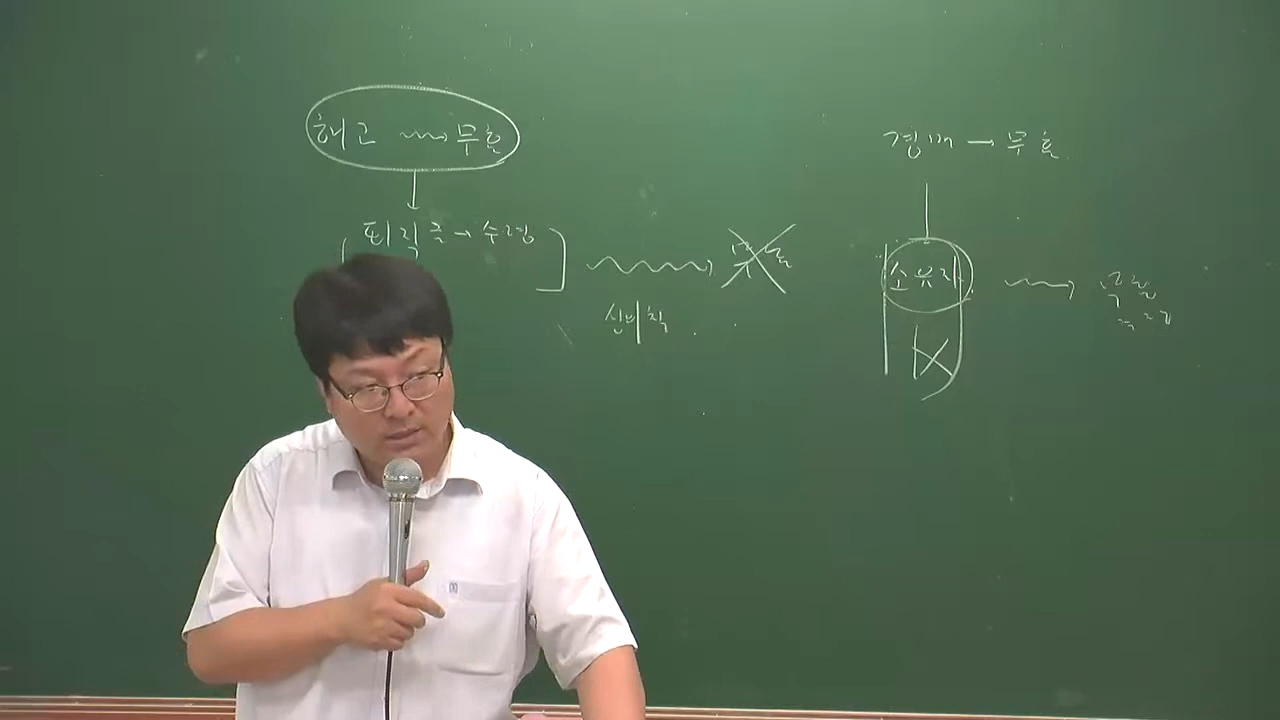 해고 → 무효
퇴직금 → 수령
신의칙
경매 → 무효
소유자